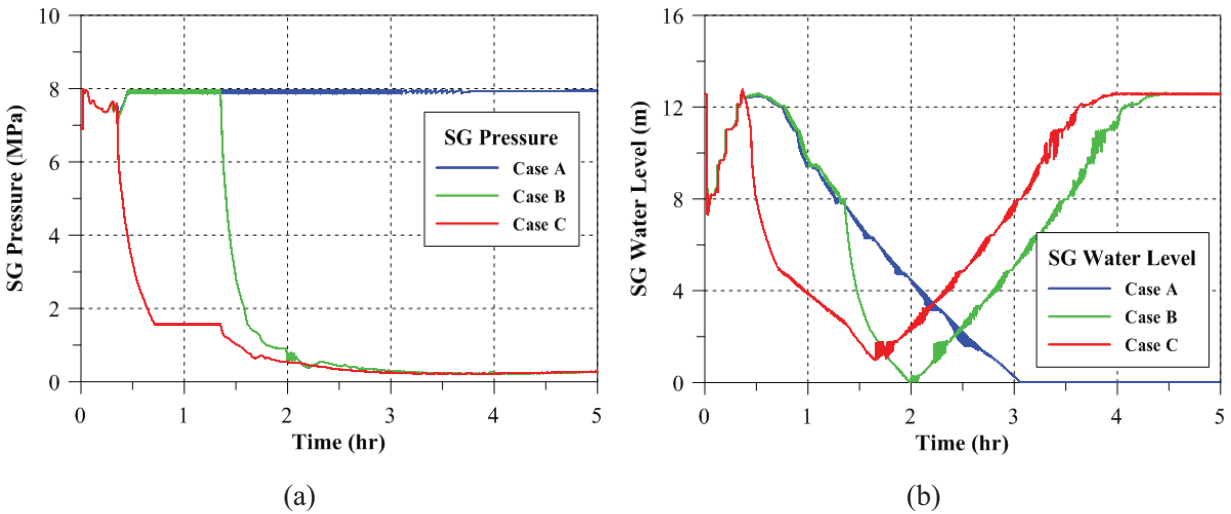 10
8
6
4
2
0
SG Pressure (MPa)
SG Pressure
Case A
Case B
Case C
0 1 2 3 4 5
Time (hr)
(a)
16
12
8
4
0
SG Water Level (m)
SG Water Level
Case A
Case B
Case C
0 1 2 3 4 5
Time (hr)
(b)